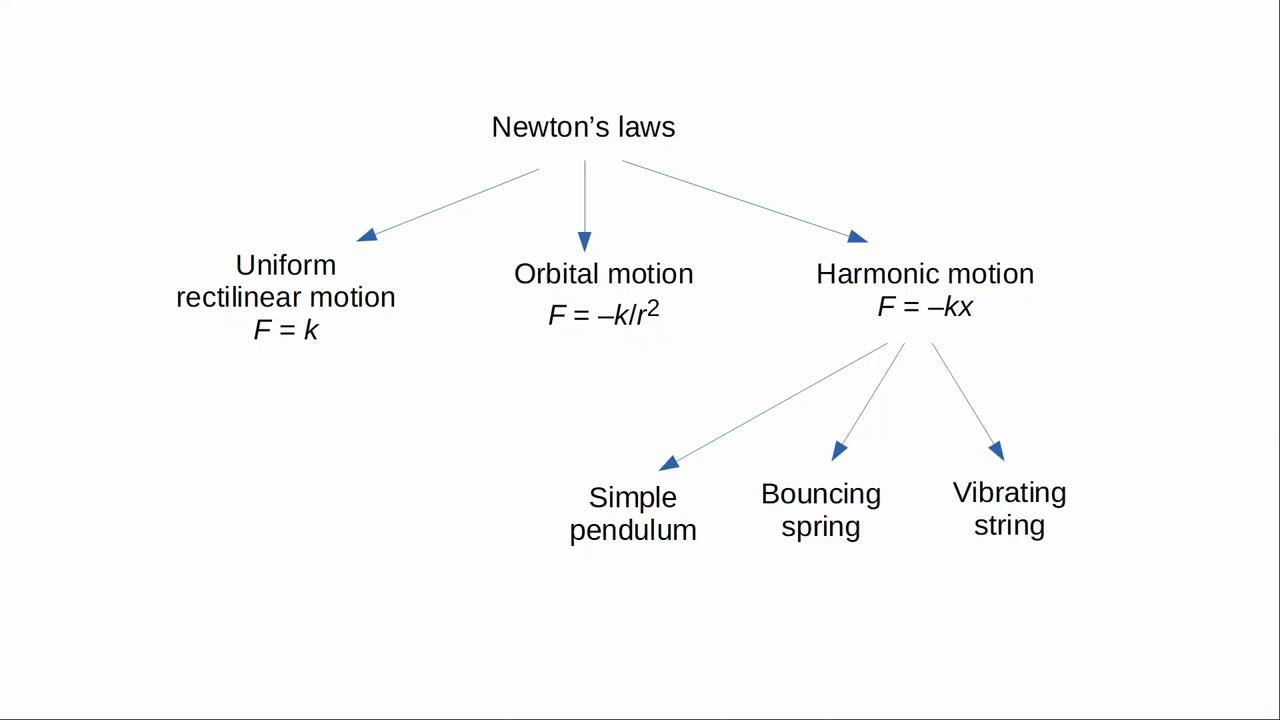 Newton’s laws
Uniform
rectilinear motion
F = k
Orbital motion
F = –k/r²
Harmonic motion
F = –kx
Simple
pendulum
Bouncing
spring
Vibrating
string